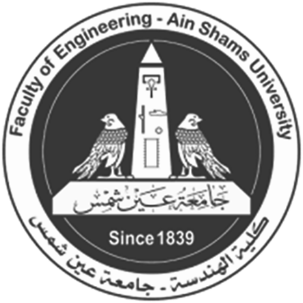 Faculty of Engineering - Ain Shams University
جامعة عين شمس
Since 1839
كلية الهندسة - جامعة عين شمس